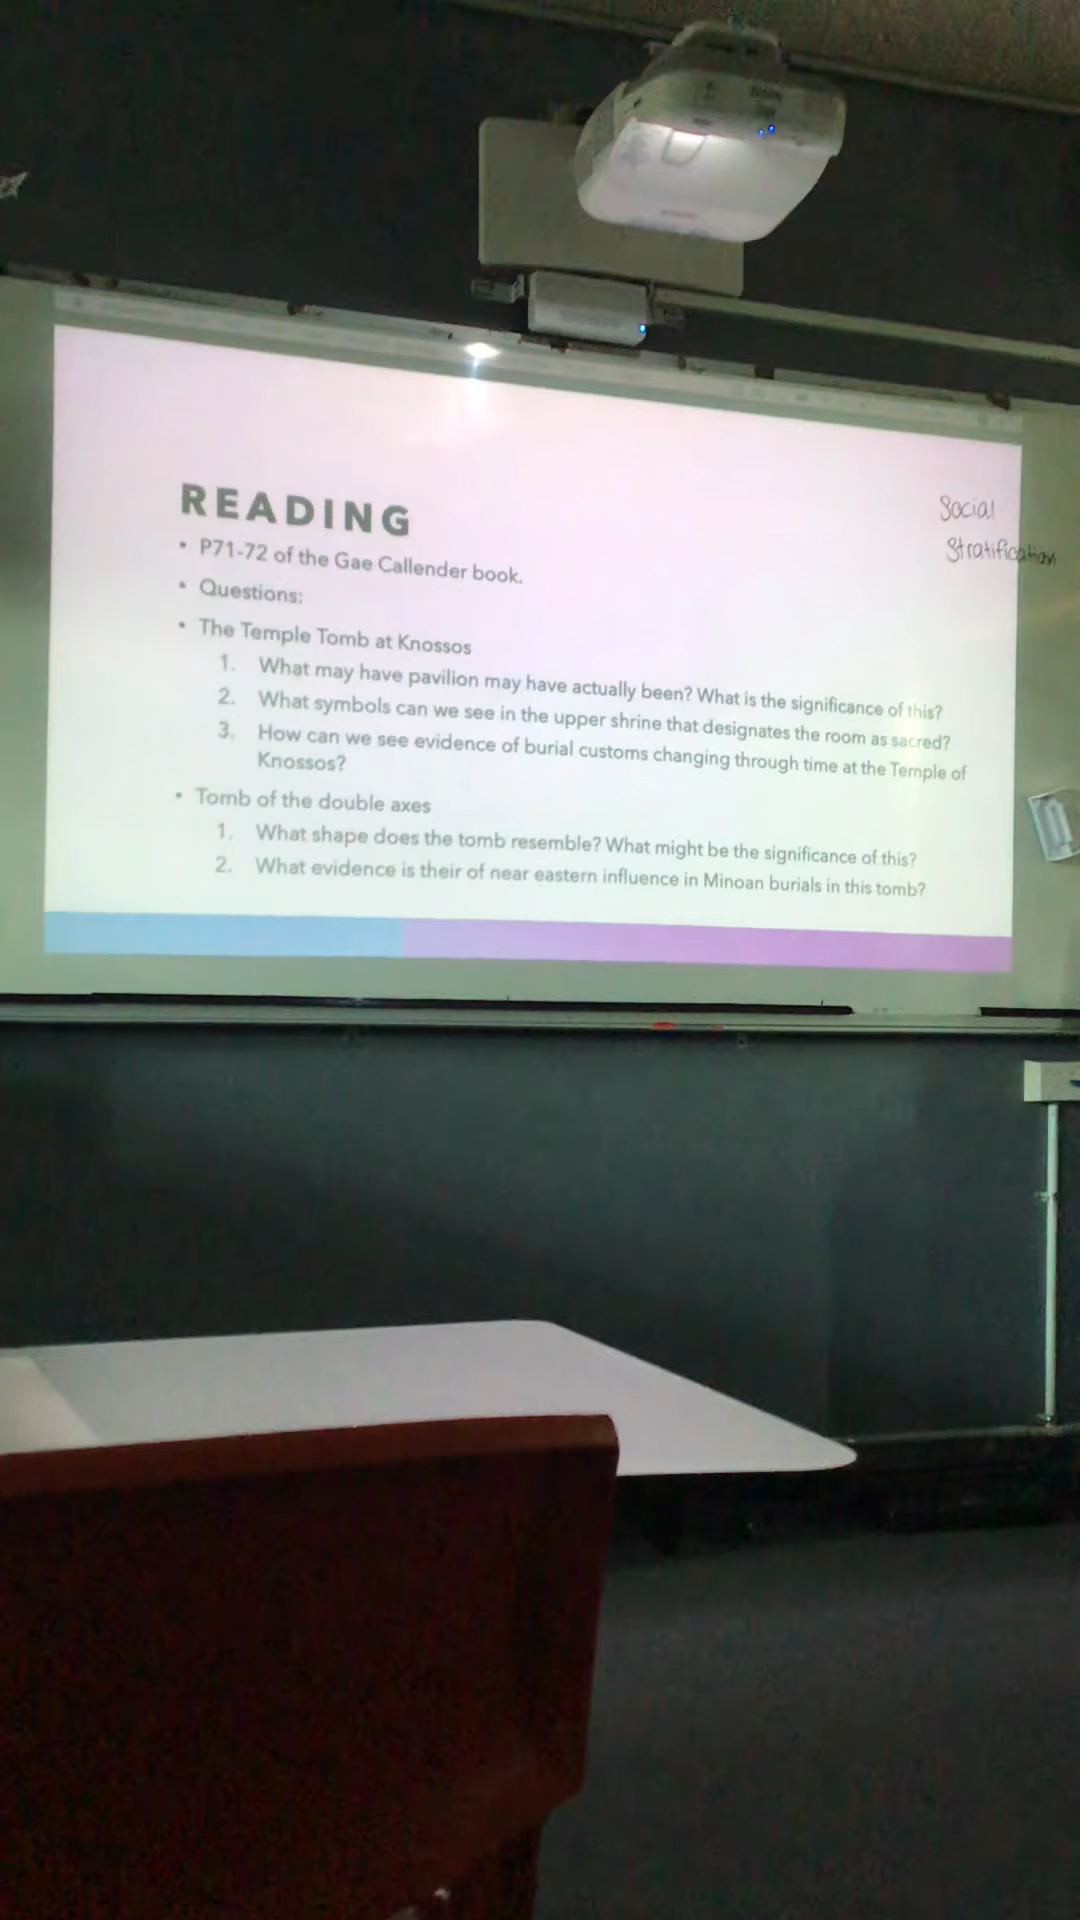 READING
• P71-72 of the Gae Callender book.
• Questions:
• The Temple Tomb at Knossos
1. What may have pavilion may have actually been? What is the significance of this?
2. What symbols can we see in the upper shrine that designates the room as sacred?
3. How can we see evidence of burial customs changing through time at the Temple of
Knossos?
• Tomb of the double axes
1. What shape does the tomb resemble? What might be the significance of this?
2. What evidence is their of near eastern influence in Minoan burials in this tomb?
Social
Stratification